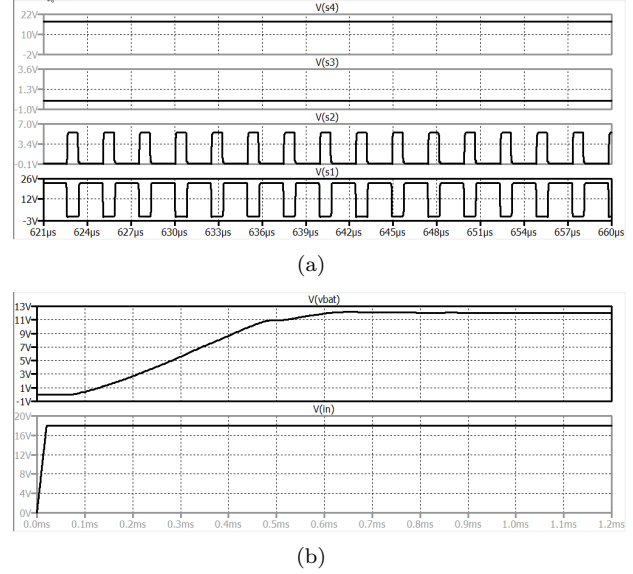 V(s4)
22V
10V
-2V
V(s3)
3.6V
1.3V
-1.0V
V(s2)
7.0V
3.4V
-0.1V
V(s1)
26V
12V
-3V
621µs 624µs 627µs 630µs 633µs 636µs 639µs 642µs 645µs 648µs 651µs 654µs 657µs 660µs
(a)
V(vbat)
13V
11V
9V
7V
5V
3V
1V
-1V
V(in)
20V
16V
12V
8V
4V
0V
0.0ms 0.1ms 0.2ms 0.3ms 0.4ms 0.5ms 0.6ms 0.7ms 0.8ms 0.9ms 1.0ms 1.1ms 1.2ms
(b)